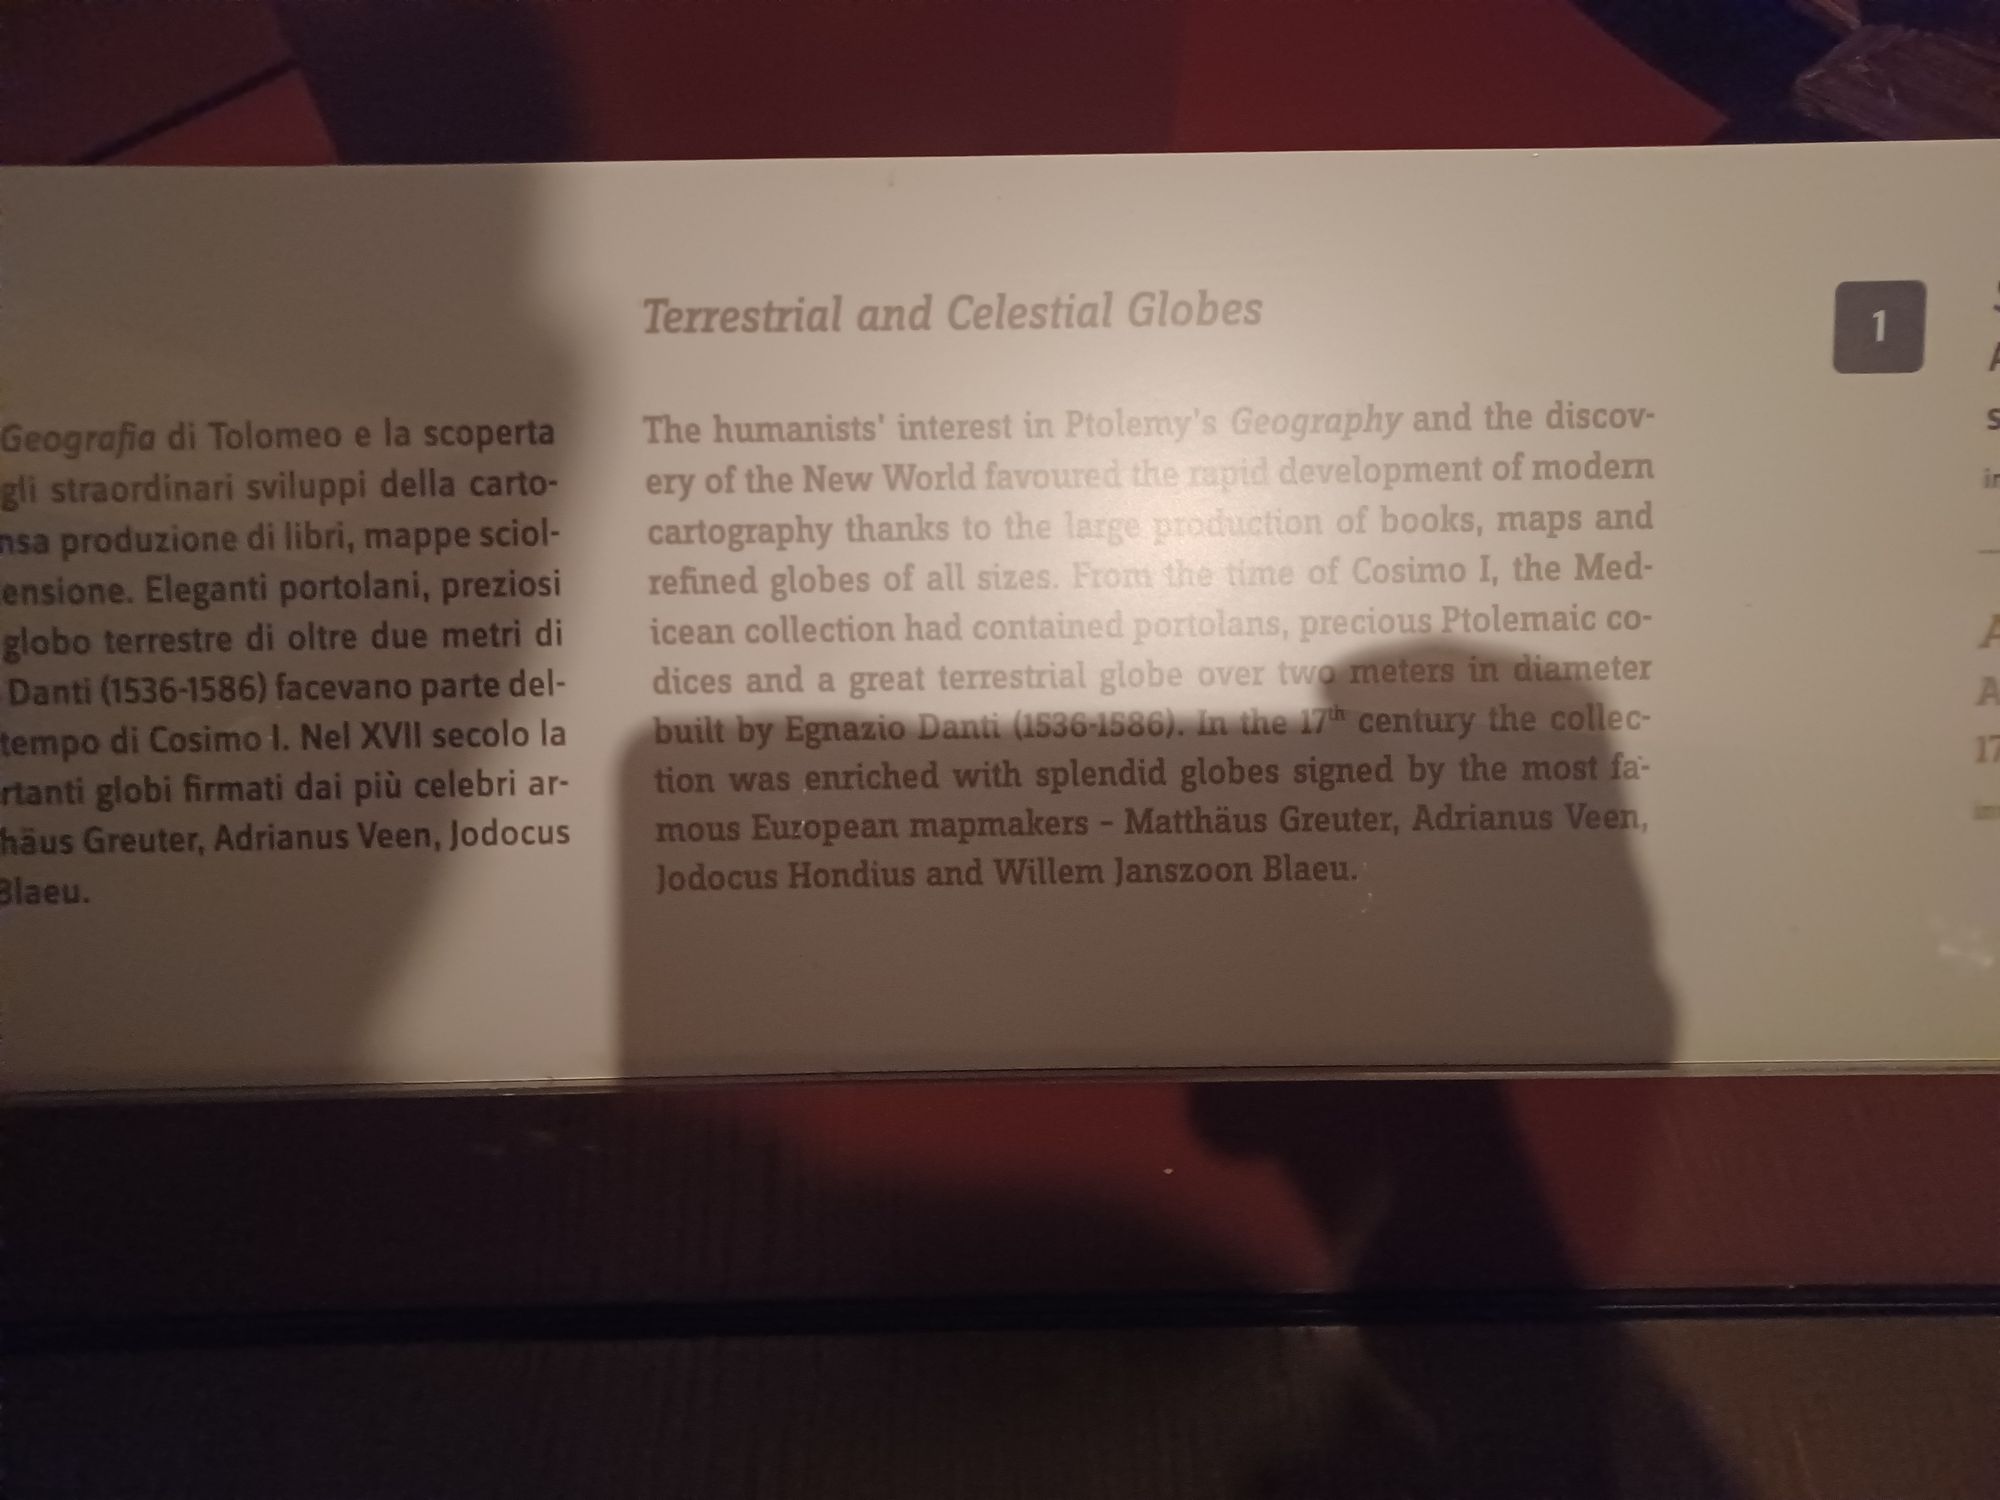 Geografia di Tolomeo e la scoperta
gli straordinari sviluppi della carto-
nsa produzione di libri, mappe sciol-
ensione. Eleganti portolani, preziosi
globo terrestre di oltre due metri di
Danti (1536-1586) facevano parte del-
tempo di Cosimo I. Nel XVII secolo la
rtanti globi firmati dai più celebri ar-
häus Greuter, Adrianus Veen, Jodocus
Blaeu.
Terrestrial and Celestial Globes
The humanists' interest in Ptolemy's Geography and the discov-
ery of the New World favoured the rapid development of modern
cartography thanks to the large production of books, maps and
refined globes of all sizes. From the time of Cosimo I, the Med-
icean collection had contained portolans, precious Ptolemaic co-
dices and a great terrestrial globe over two meters in diameter
built by Egnazio Danti (1536-1586). In the 17th century the collec-
tion was enriched with splendid globes signed by the most fa-
mous European mapmakers – Matthäus Greuter, Adrianus Veen,
Jodocus Hondius and Willem Janszoon Blaeu.
1
A
17